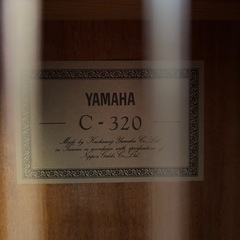 YAMAHA
C-320
Made by Kaohsiung Yamaha Co., Ltd.
in Taiwan in accordance with specifications of
Nippon Gakki Co., Ltd.